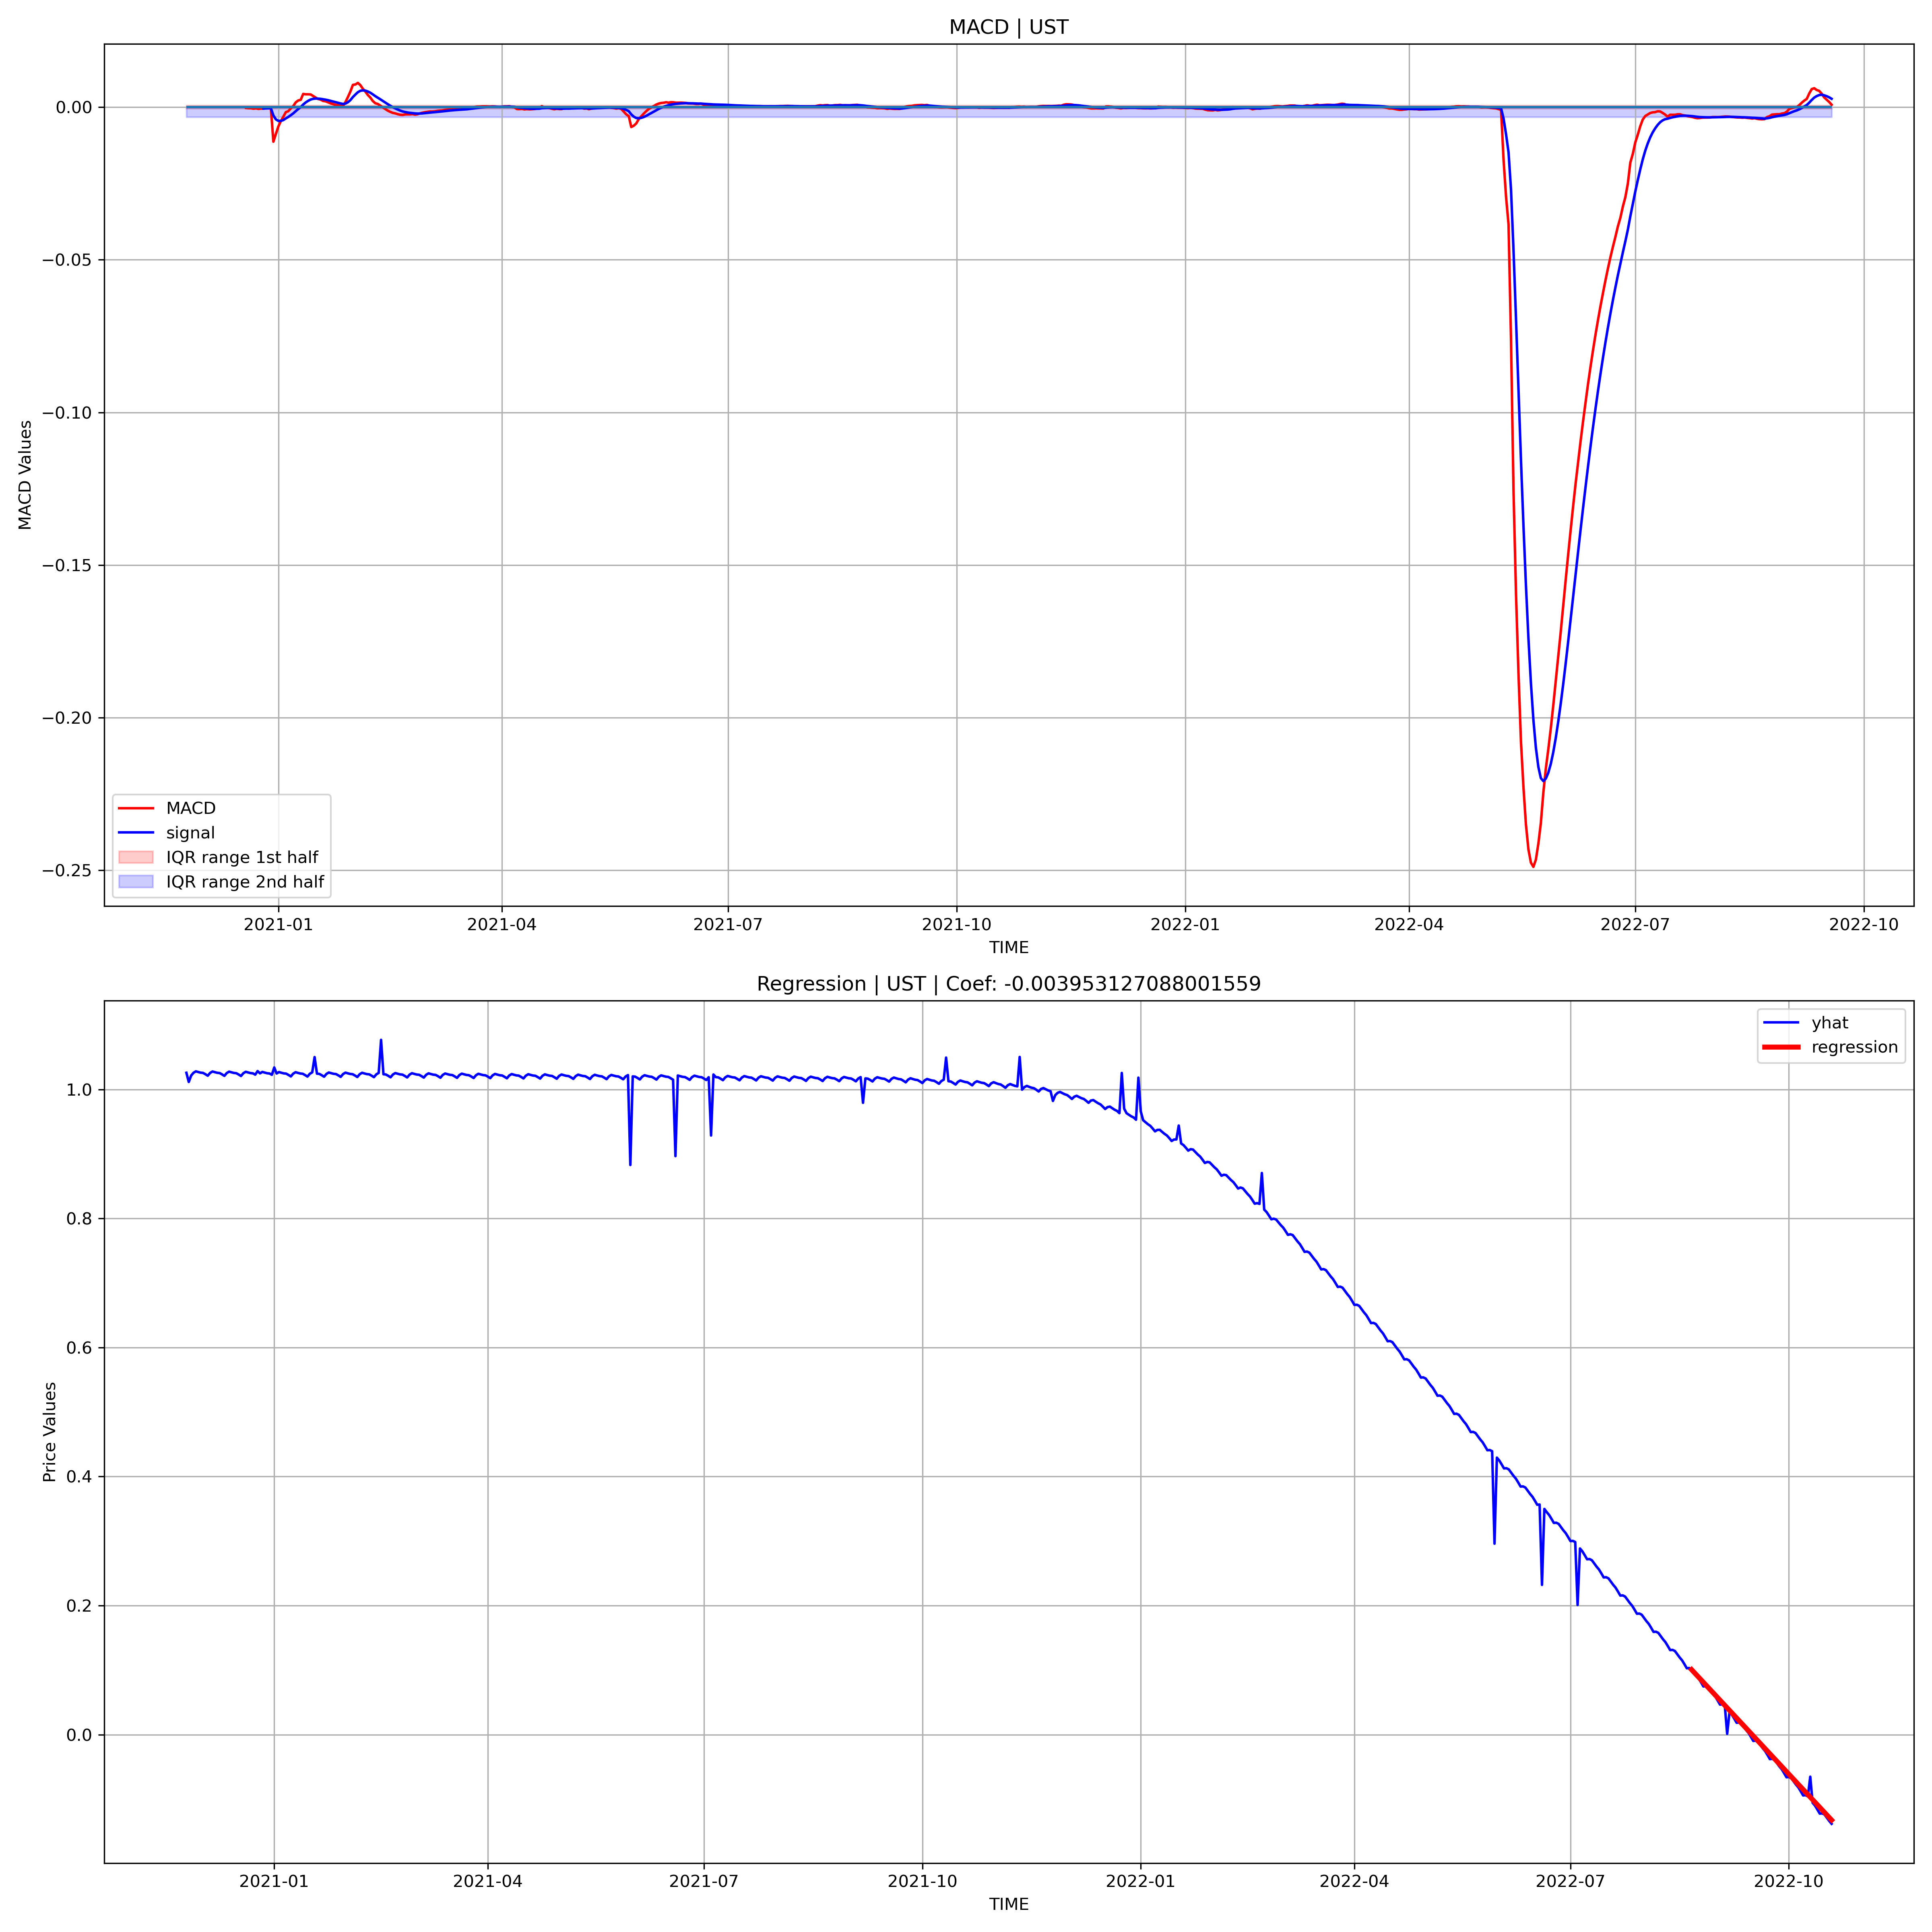 MACD | UST
MACD Values
0.00
−0.05
−0.10
−0.15
−0.20
−0.25
MACD
signal
IQR range 1st half
IQR range 2nd half
2021-01 2021-04 2021-07 2021-10 2022-01 2022-04 2022-07 2022-10
TIME
Regression | UST | Coef: -0.003953127088001559
Price Values
1.0
0.8
0.6
0.4
0.2
0.0
yhat
regression
2021-01 2021-04 2021-07 2021-10 2022-01 2022-04 2022-07 2022-10
TIME